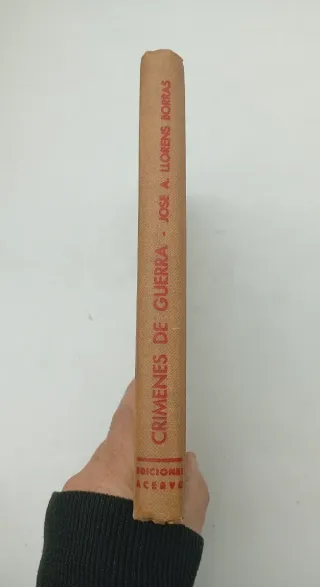 CRIMENES DE GUERRA - JOSE A. LLORENS BORRAS
EDICIONES
ACERVO